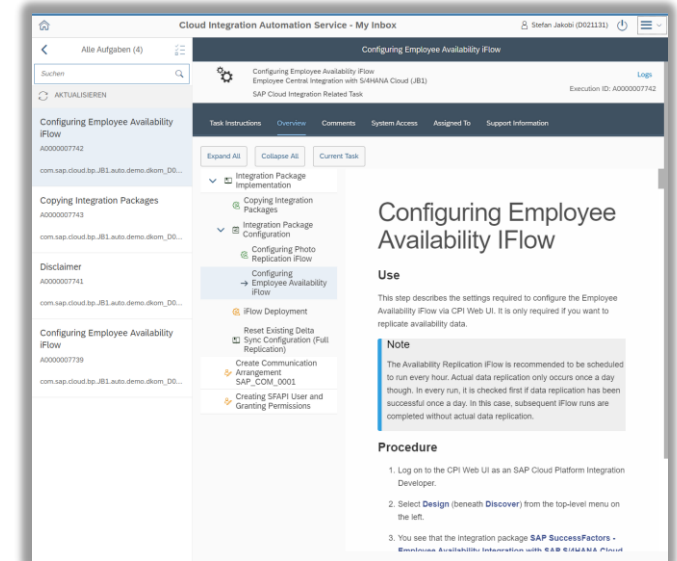 Cloud Integration Automation Service - My Inbox
Stefan Jakobi (D021131)
Alle Aufgaben (4)
Suchen
AKTUALISIEREN
Configuring Employee Availability
iFlow
A0000007742
com.sap.cloud.bp.JB1.auto.demo.dkom_D0...
Copying Integration Packages
A0000007743
com.sap.cloud.bp.JB1.auto.demo.dkom_D0...
Disclaimer
A0000007741
com.sap.cloud.bp.JB1.auto.demo.dkom_D0...
Configuring Employee Availability
iFlow
A0000007739
com.sap.cloud.bp.JB1.auto.demo.dkom_D0...
Configuring Employee Availability iFlow
Configuring Employee Availability iFlow
Employee Central Integration with S/4HANA Cloud (JB1)
SAP Cloud Integration Related Task
Logs
Execution ID: A0000007742
Task Instructions Overview Comments System Access Assigned To Support Information
Expand All Collapse All Current Task
Integration Package
Implementation
Copying Integration
Packages
Integration Package
Configuration
Configuring Photo
Replication iFlow
Configuring
Employee Availability
iFlow
iFlow Deployment
Reset Existing Delta
Sync Configuration (Full
Replication)
Create Communication
Arrangement
SAP_COM_0001
Creating SFAPI User and
Granting Permissions
Configuring Employee
Availability IFlow
Use
This step describes the settings required to configure the Employee
Availability iFlow via CPI Web UI. It is only required if you want to
replicate availability data.
Note
The Availability Replication iFlow is recommended to be scheduled
to run every hour. Actual data replication only occurs once a day
though. In every run, it is checked first if data replication has been
successful once a day. In this case, subsequent iFlow runs are
completed without actual data replication.
Procedure
1. Log on to the CPI Web UI as an SAP Cloud Platform Integration
Developer.
2. Select Design (beneath Discover) from the top-level menu on
the left.
3. You see that the integration package SAP SuccessFactors -
Employee Availability Integration with SAP S/4HANA Cloud